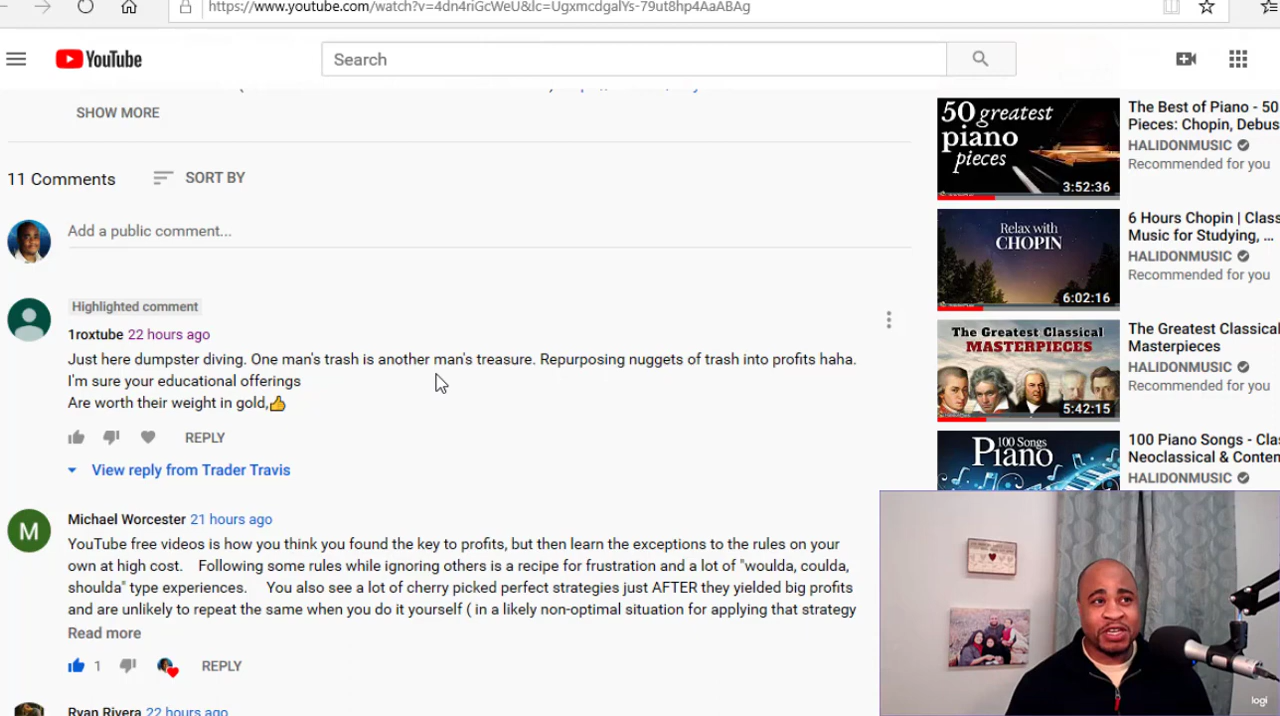 https://www.youtube.com/watch?v=4dn4riGcWeU&lc=UgxmcdgalYs-79ut8hp4AaABAg
YouTube
Search
SHOW MORE
11 Comments
SORT BY
Add a public comment...
Highlighted comment
1roxtube 22 hours ago
Just here dumpster diving. One man's trash is another man's treasure. Repurposing nuggets of trash into profits haha.
I'm sure your educational offerings
Are worth their weight in gold,👍
REPLY
View reply from Trader Travis
M
Michael Worcester 21 hours ago
YouTube free videos is how you think you found the key to profits, but then learn the exceptions to the rules on your
own at high cost. Following some rules while ignoring others is a recipe for frustration and a lot of "woulda, coulda,
shoulda" type experiences. You also see a lot of cherry picked perfect strategies just AFTER they yielded big profits
and are unlikely to repeat the same when you do it yourself ( in a likely non-optimal situation for applying that strategy
Read more
1
REPLY
Ryan Rivera 22 hours ago
50 greatest
piano
pieces
3:52:36
The Best of Piano - 50
Pieces: Chopin, Debus
HALIDONMUSIC
Recommended for you
Relax with
CHOPIN
6:02:16
6 Hours Chopin | Class
Music for Studying, ...
HALIDONMUSIC
Recommended for you
The Greatest Classical
MASTERPIECES
5:42:15
The Greatest Classical
Masterpieces
HALIDONMUSIC
Recommended for you
100 Songs
Piano
100 Piano Songs - Clas
Neoclassical & Conten
HALIDONMUSIC
logi